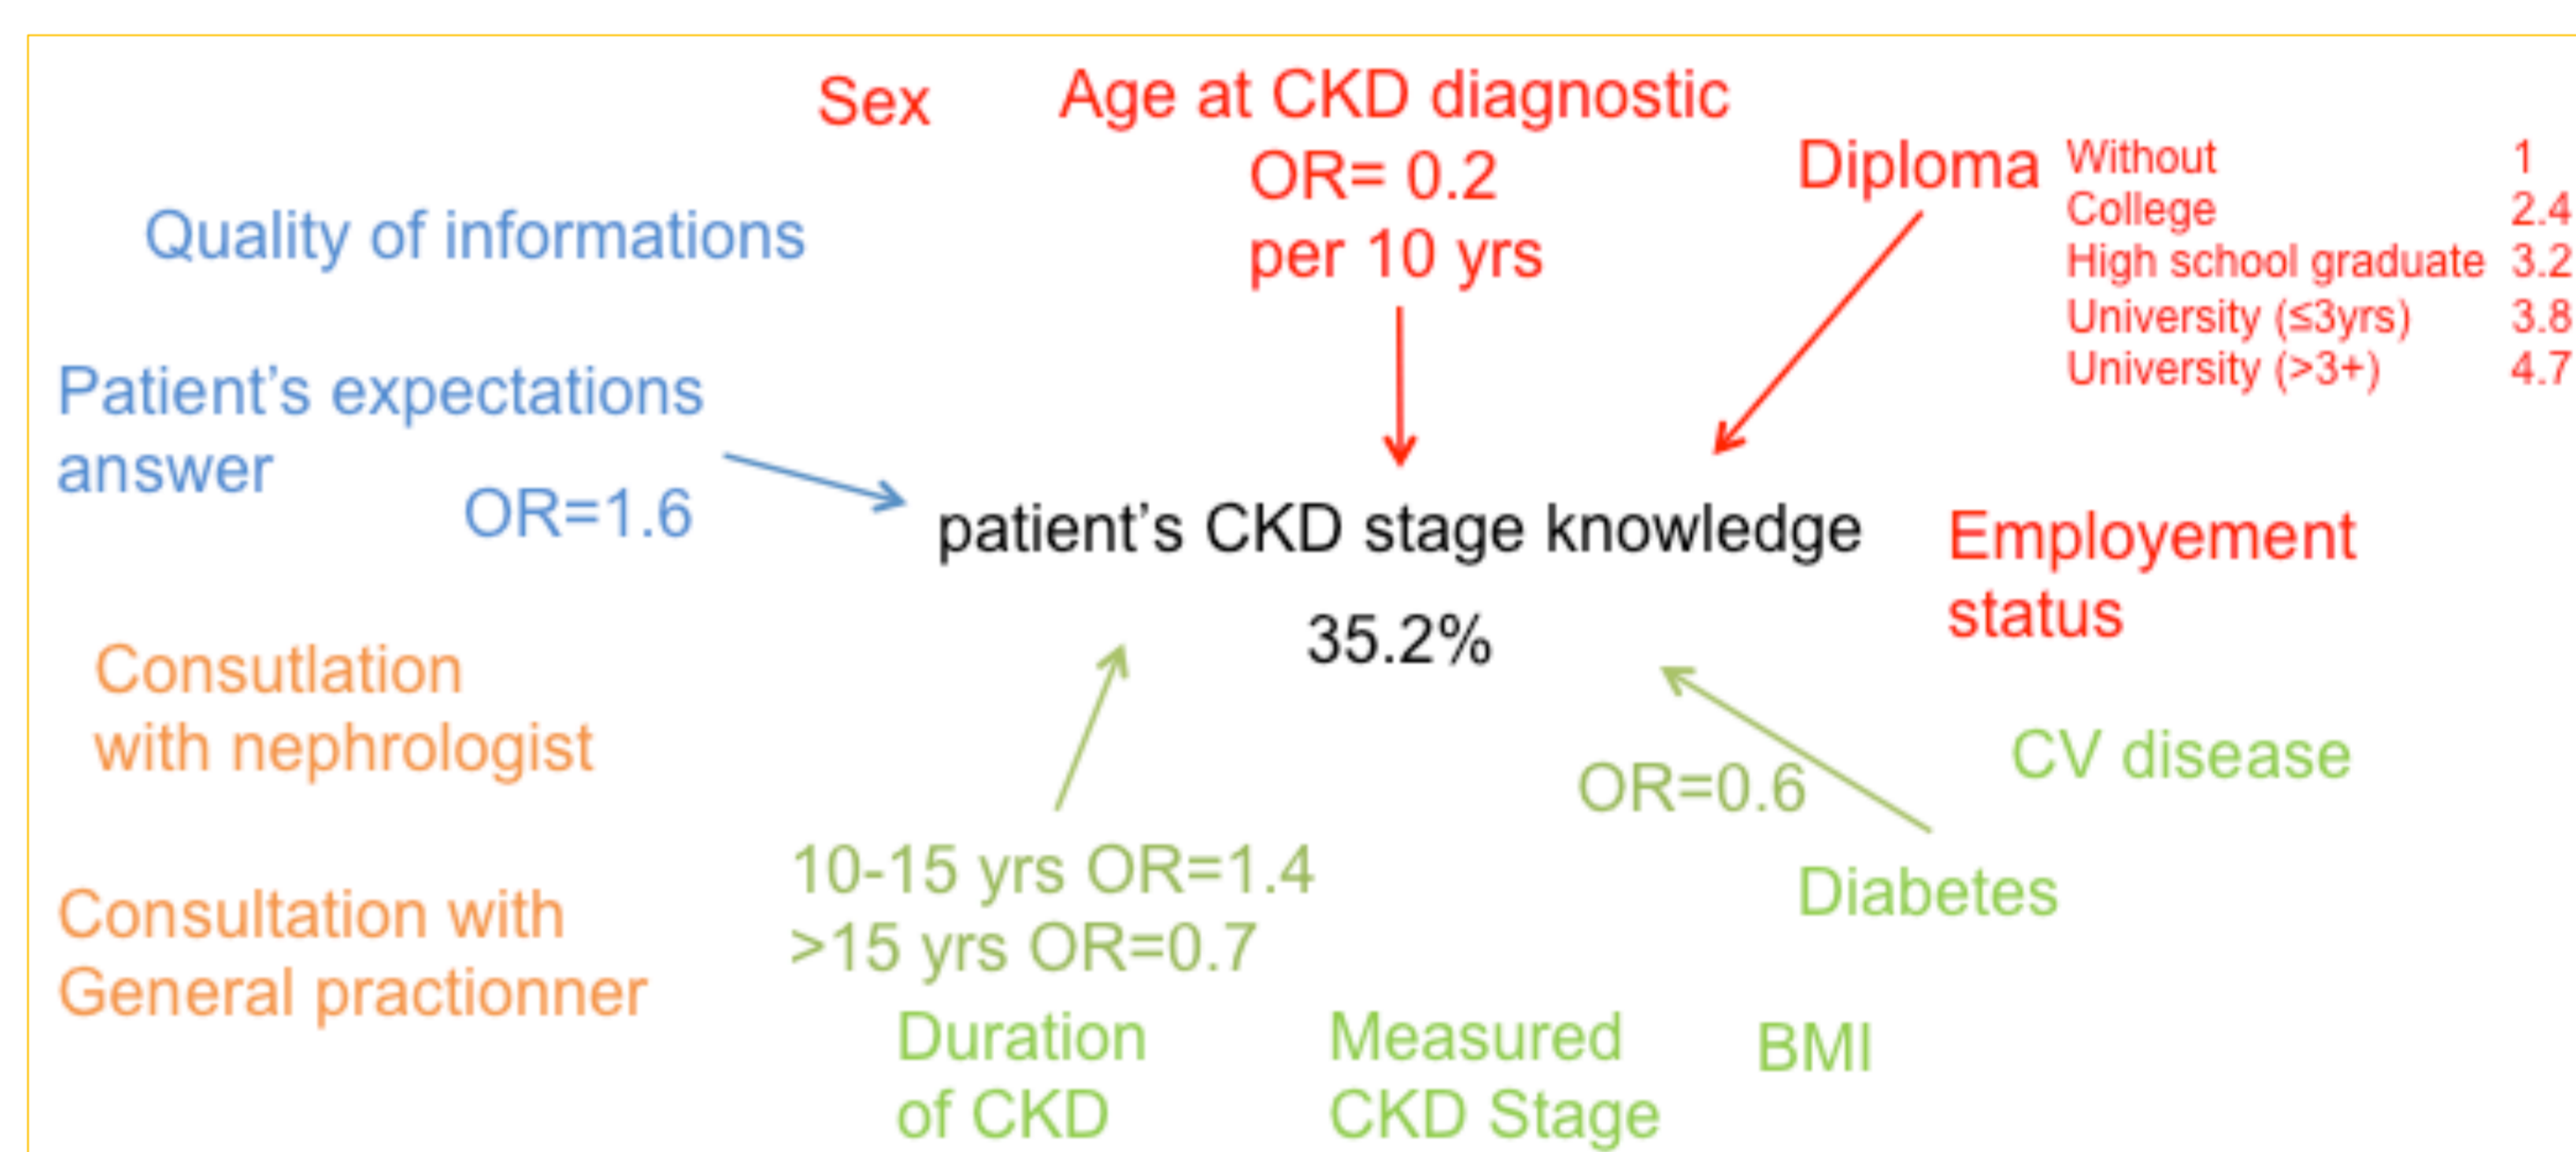 Sex
Age at CKD diagnostic
OR= 0.2
per 10 yrs
Diploma
Without 1
College 2.4
High school graduate 3.2
University (≤3yrs) 3.8
University (>3+) 4.7
Quality of informations
Patient’s expectations
answer
OR=1.6
patient’s CKD stage knowledge
35.2%
Employement
status
Consutlation
with nephrologist
CV disease
OR=0.6
Diabetes
10-15 yrs OR=1.4
>15 yrs OR=0.7
Consultation with
General practionner
Duration
of CKD
Measured
CKD Stage
BMI